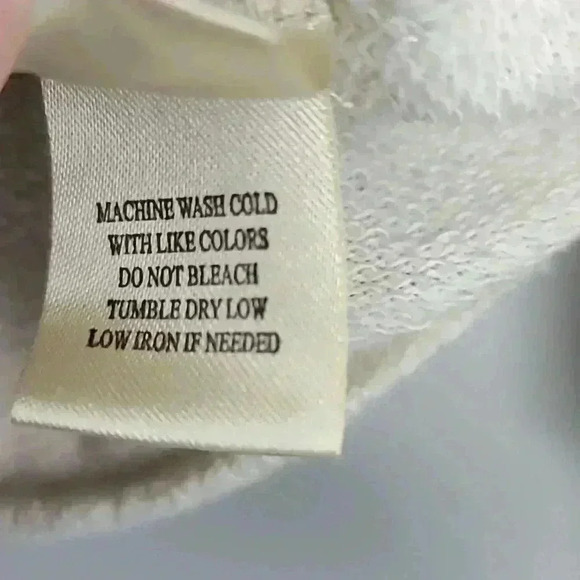 MACHINE WASH COLD
WITH LIKE COLORS
DO NOT BLEACH
TUMBLE DRY LOW
LOW IRON IF NEEDED